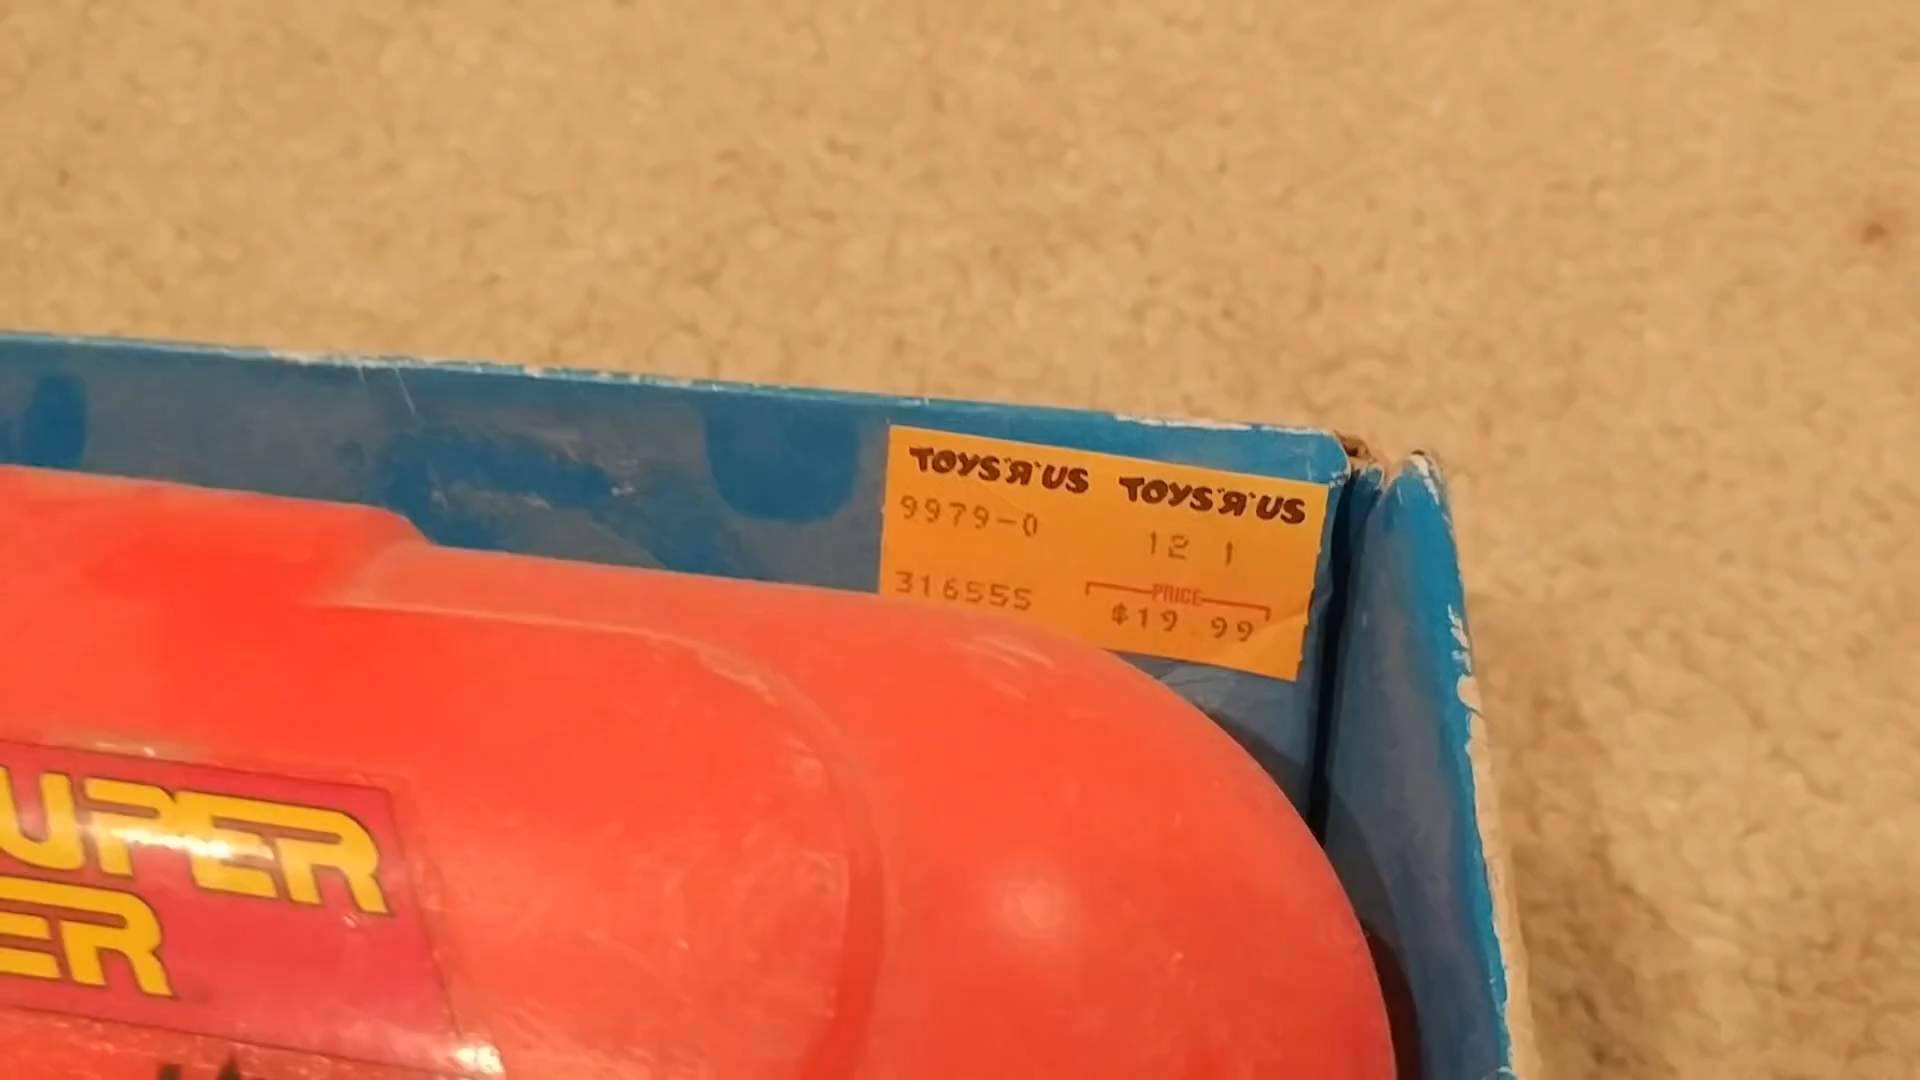 TOYS"R"US TOYS"R"US
9979-0 12 1
PRICE
316555 $19.99
UPER
ER